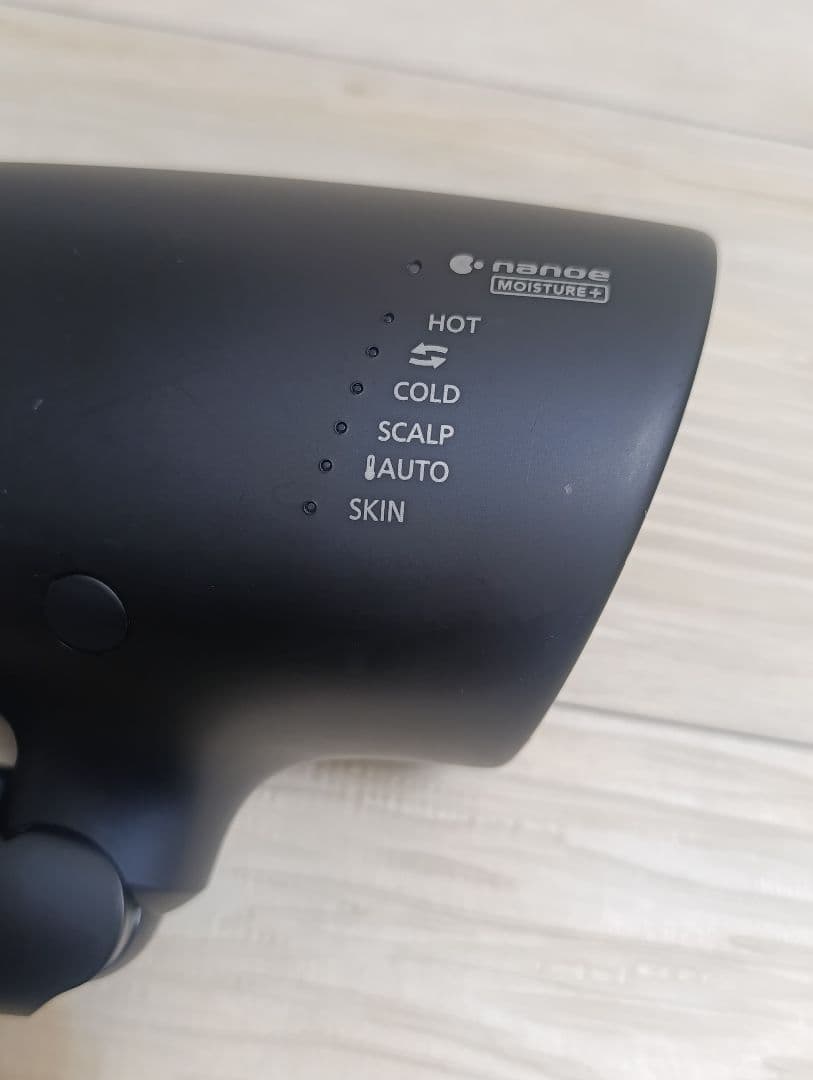 nanoe
MOISTURE+
HOT
COLD
SCALP
AUTO
SKIN